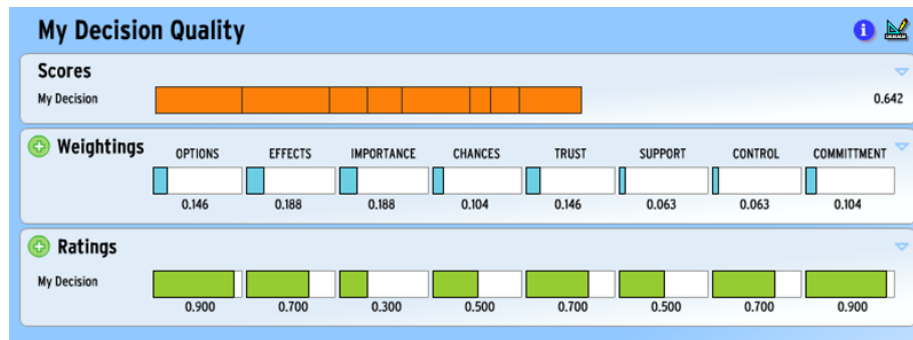 My Decision Quality
Scores
My Decision 0.642
Weightings OPTIONS EFFECTS IMPORTANCE CHANCES TRUST SUPPORT CONTROL COMMITTMENT
0.146 0.188 0.188 0.104 0.146 0.063 0.063 0.104
Ratings
My Decision
0.900 0.700 0.300 0.500 0.700 0.500 0.700 0.900